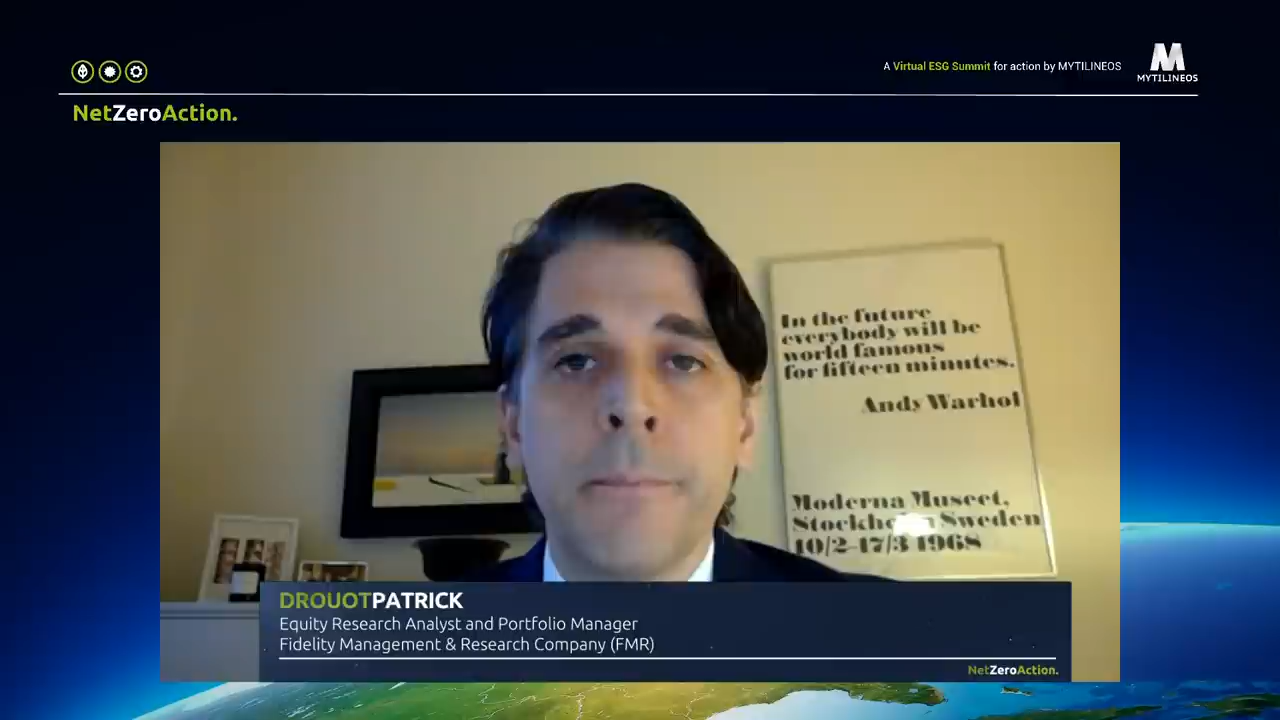 A Virtual ESG Summit for action by MYTILINEOS
MYTILINEOS
NetZeroAction.
In the future
everybody will be
world famous
for fifteen minutes.
Andy Warhol
Moderna Museet,
Stockholm Sweden
10/2-17/3 1968
DROUOTPATRICK
Equity Research Analyst and Portfolio Manager
Fidelity Management & Research Company (FMR)
NetZeroAction.